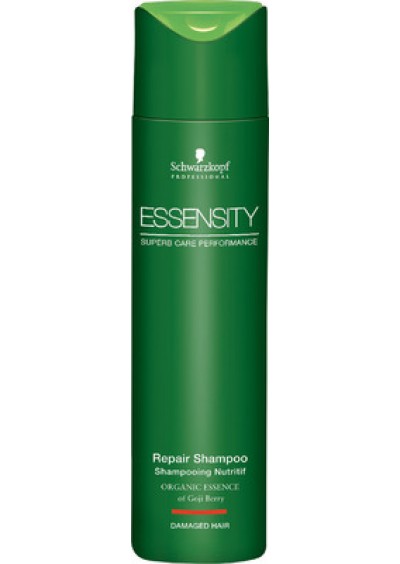 Schwarzkopf
PROFESSIONAL
ESSENSITY
SUPERB CARE PERFORMANCE
Repair Shampoo
Shampooing Nutritif
ORGANIC ESSENCE
of Goji Berry
DAMAGED HAIR